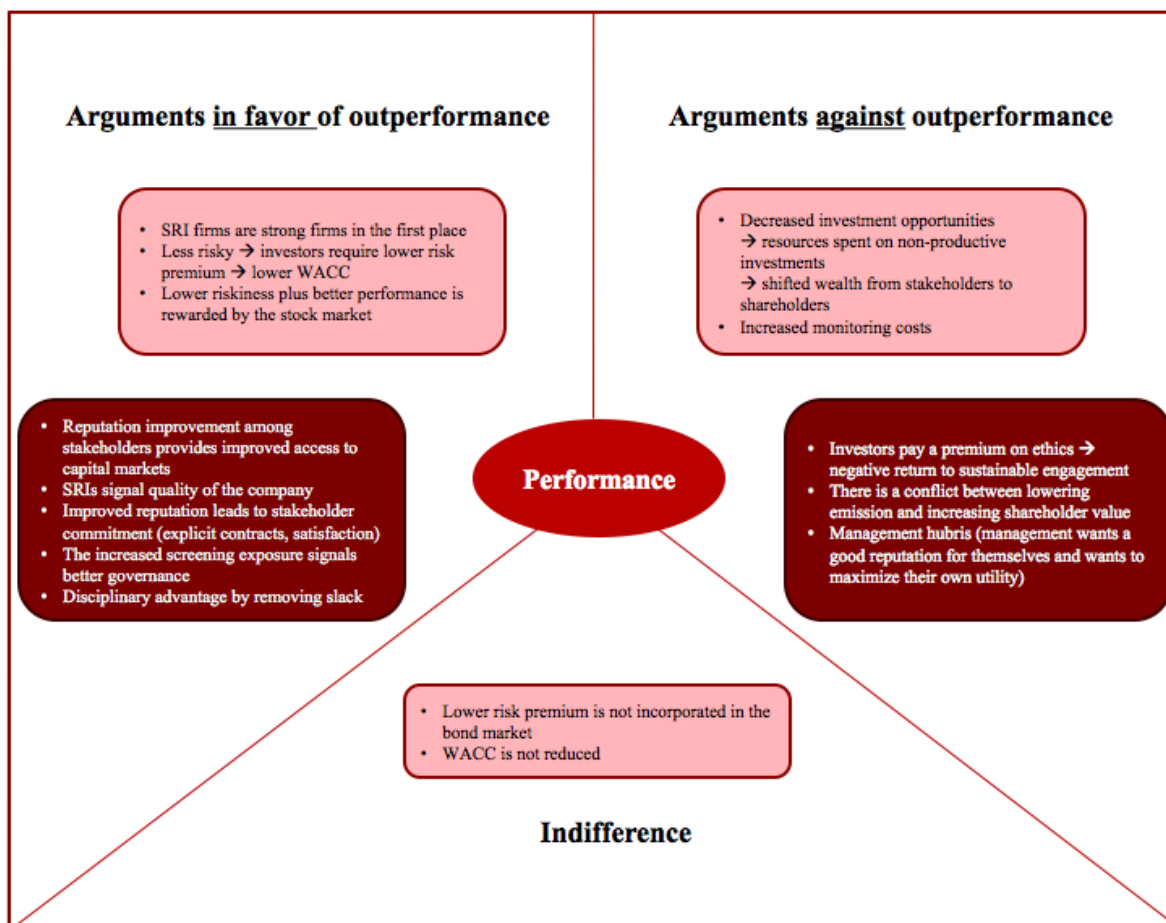 Arguments in favor of outperformance
• SRI firms are strong firms in the first place
• Less risky → investors require lower risk
premium → lower WACC
• Lower riskiness plus better performance is
rewarded by the stock market
• Reputation improvement among
stakeholders provides improved access to
capital markets
• SRIs signal quality of the company
• Improved reputation leads to stakeholder
commitment (explicit contracts, satisfaction)
• The increased screening exposure signals
better governance
• Disciplinary advantage by removing slack
Arguments against outperformance
• Decreased investment opportunities
→ resources spent on non-productive
investments
→ shifted wealth from stakeholders to
shareholders
• Increased monitoring costs
• Investors pay a premium on ethics →
negative return to sustainable engagement
• There is a conflict between lowering
emission and increasing shareholder value
• Management hubris (management wants a
good reputation for themselves and wants to
maximize their own utility)
Performance
• Lower risk premium is not incorporated in the
bond market
• WACC is not reduced
Indifference